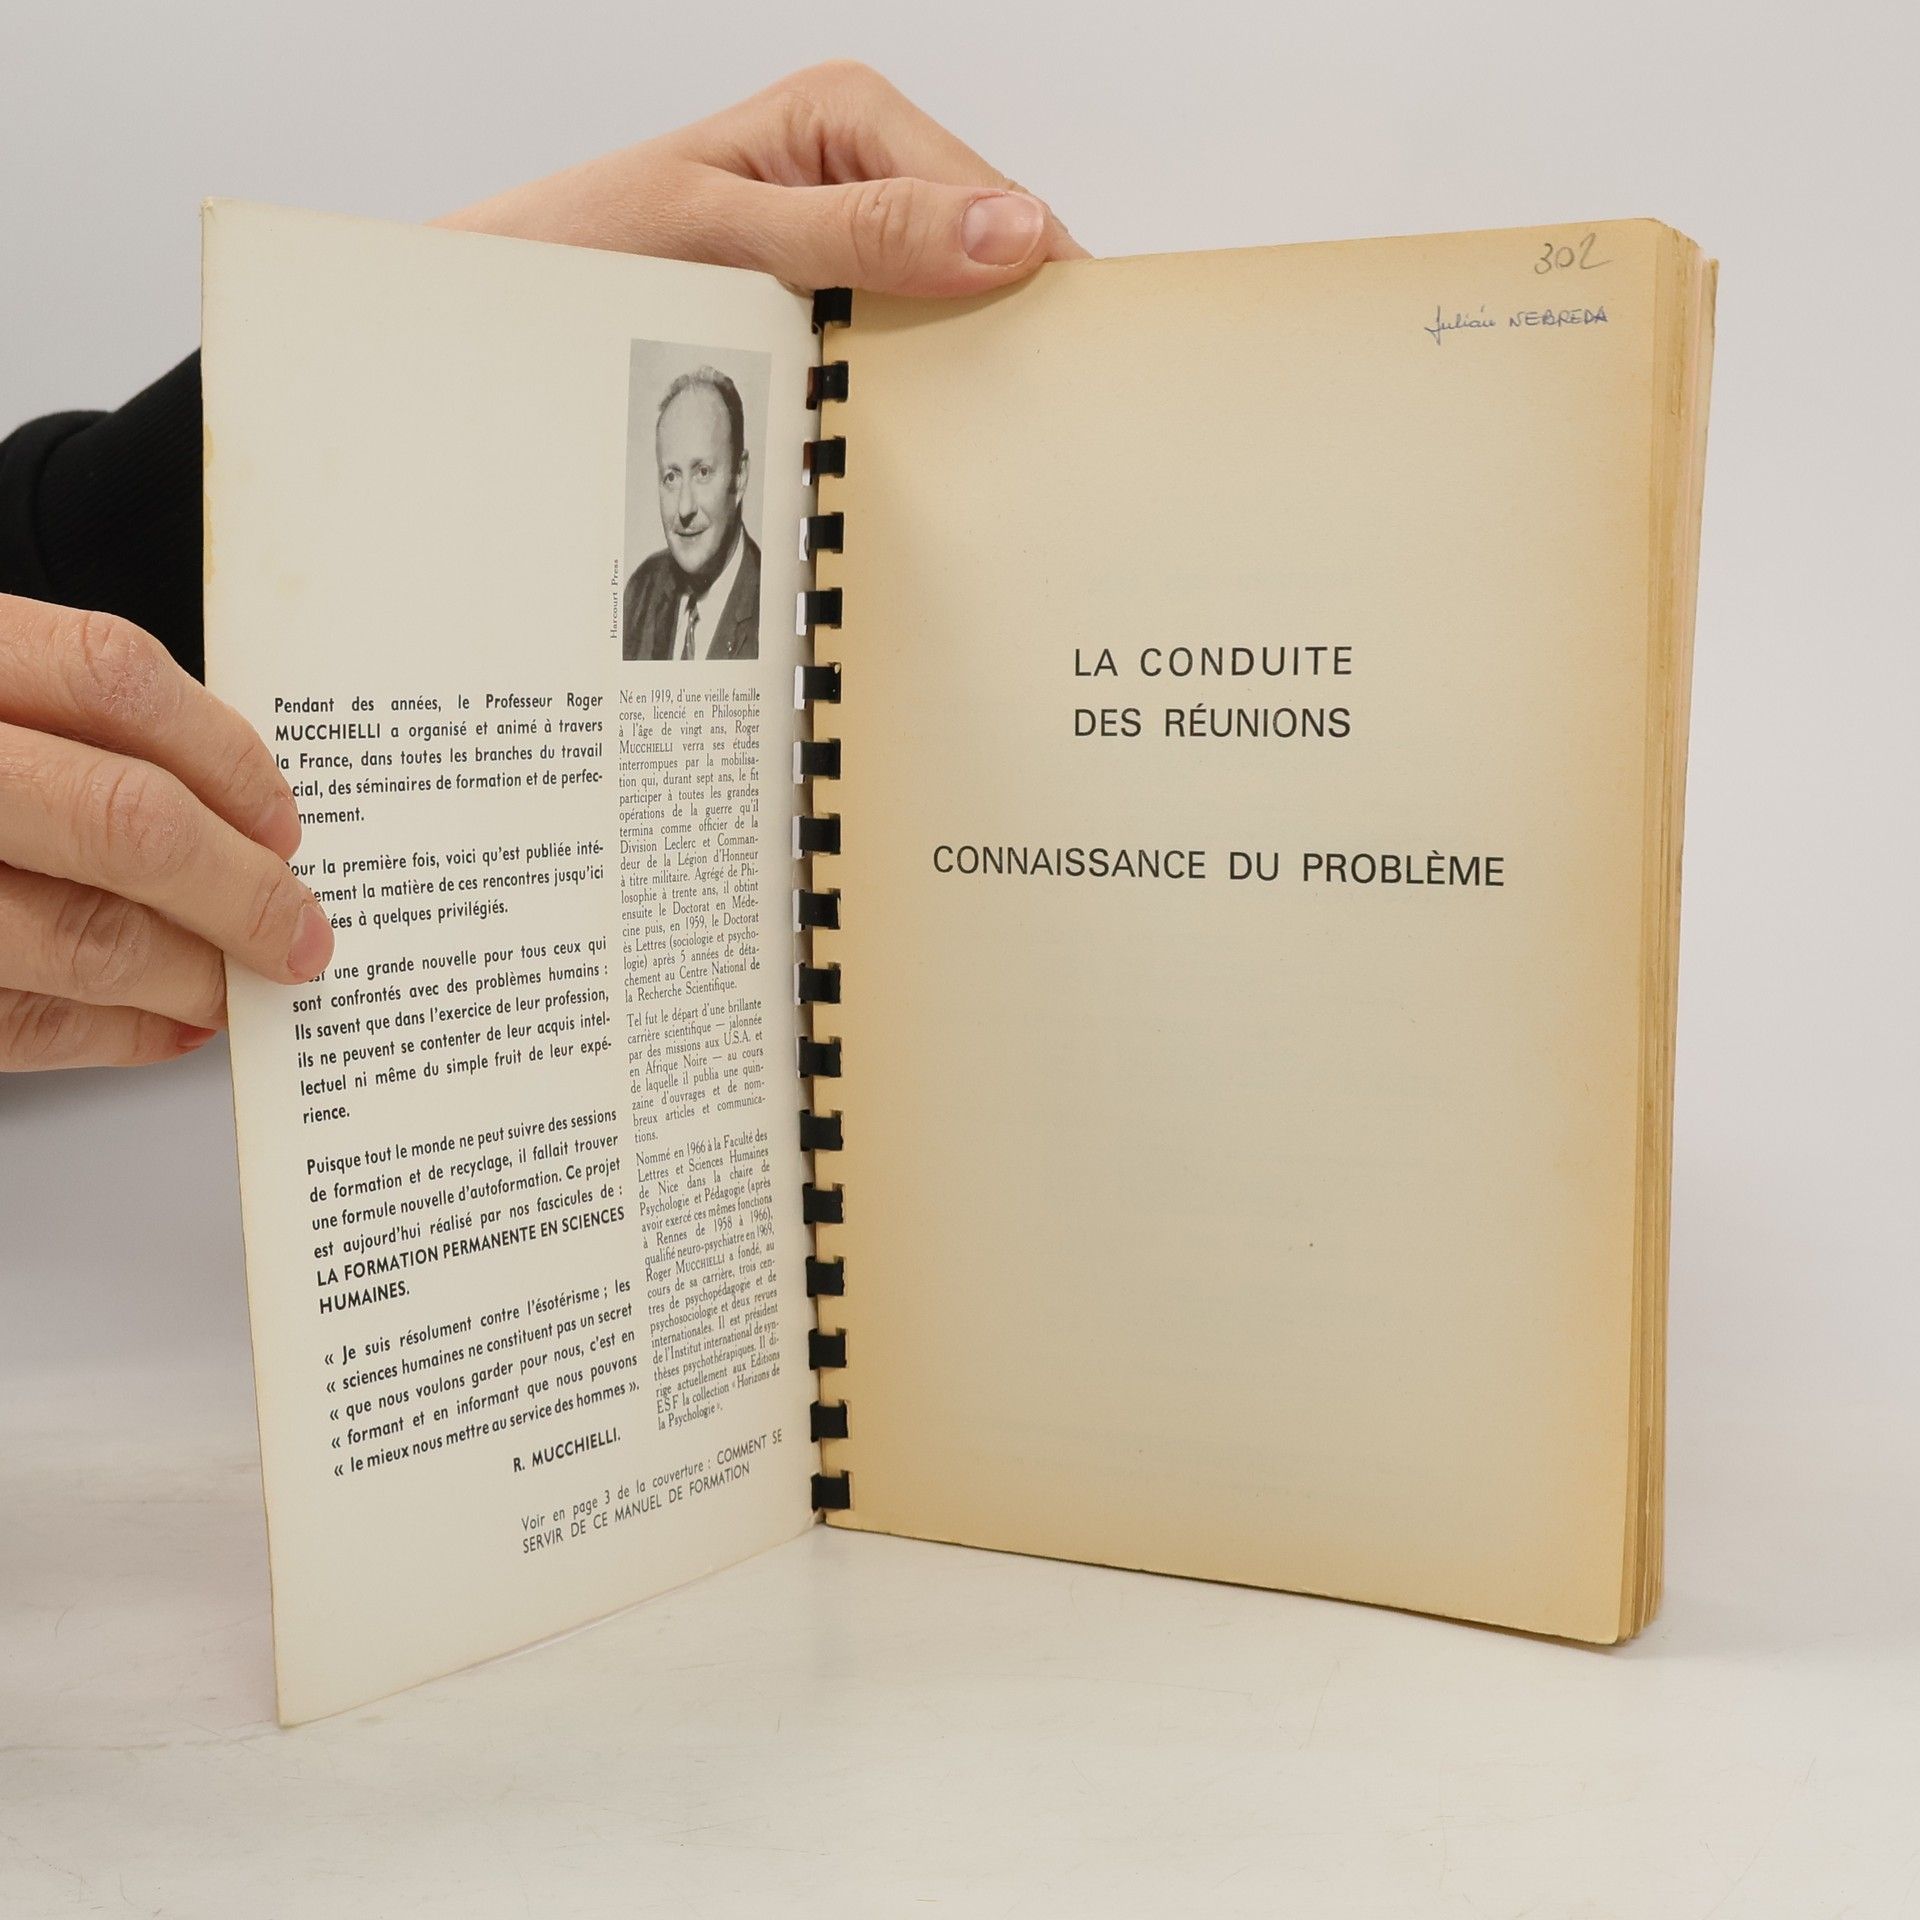 Harcourt Press
Pendant des années, le Professeur Roger
MUCCHIELLI a organisé et animé à travers
la France, dans toutes les branches du travail
cial, des séminaires de formation et de perfec-
nnement.
our la première fois, voici qu'est publiée inté-
lement la matière de ces rencontres jusqu'ici
ées à quelques privilégiés.
une grande nouvelle pour tous ceux qui
sont confrontés avec des problèmes humains :
Ils savent que dans l'exercice de leur profession,
ils ne peuvent se contenter de leur acquis intel-
lectuel ni même du simple fruit de leur expé-
rience.
Puisque tout le monde ne peut suivre des sessions
de formation et de recyclage, il fallait trouver
une formule nouvelle d'autoformation. Ce projet
est aujourd'hui réalisé par nos fascicules de :
LA FORMATION PERMANENTE EN SCIENCES
HUMAINES.
« Je suis résolument contre l'ésotérisme ; les
« sciences humaines ne constituent pas un secret
« que nous voulons garder pour nous, c'est en
« formant et en informant que nous pouvons
« le mieux nous mettre au service des hommes ».
R. MUCCHIELLI.
Né en 1919, d'une vieille famille
corse, licencié en Philosophie
à l'âge de vingt ans, Roger
MUCCHIELLI verra ses études
interrompues par la mobilisa-
tion qui, durant sept ans, le fit
participer à toutes les grandes
opérations de la guerre qu'il
termina comme officier de la
Division Leclerc et Comman-
deur de la Légion d'Honneur
à titre militaire. Agrégé de Phi-
losophie à trente ans, il obtint
ensuite le Doctorat en Méde-
cine puis, en 1959, le Doctorat
ès Lettres (sociologie et psycho-
logie) après 5 années de déta-
chement au Centre National de
la Recherche Scientifique.
Tel fut le départ d'une brillante
carrière scientifique — jalonnée
par des missions aux U.S.A. et
en Afrique Noire — au cours
de laquelle il publia une quin-
zaine d'ouvrages et de nom-
breux articles et communica-
tions.
Nommé en 1966 à la Faculté des
Lettres et Sciences Humaines
de Nice dans la chaire de
Psychologie et Pédagogie (après
avoir exercé ces mêmes fonctions
à Rennes de 1958 à 1966),
qualifié neuro-psychiatre en 1969,
Roger MUCCHIELLI a fondé, au
cours de sa carrière, trois cen-
tres de psychopédagogie et de
psychosociologie et deux revues
internationales. Il est président
de l'Institut international de syn-
thèses psychothérapiques. Il di-
rige actuellement aux Editions
ESF la collection « Horizons de
la Psychologie ».
Voir en page 3 de la couverture : COMMENT SE
SERVIR DE CE MANUEL DE FORMATION
302
Julián NEBREDA
LA CONDUITE
DES RÉUNIONS
CONNAISSANCE DU PROBLÈME